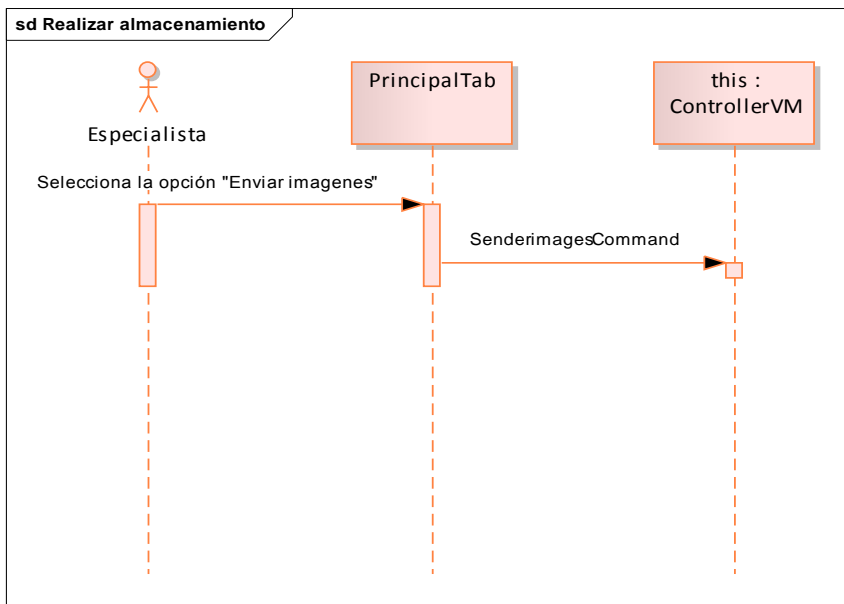 sd Realizar almacenamiento
PrincipalTab
this :
ControllerVM
Especialista
Selecciona la opción "Enviar imagenes"
SenderimagesCommand